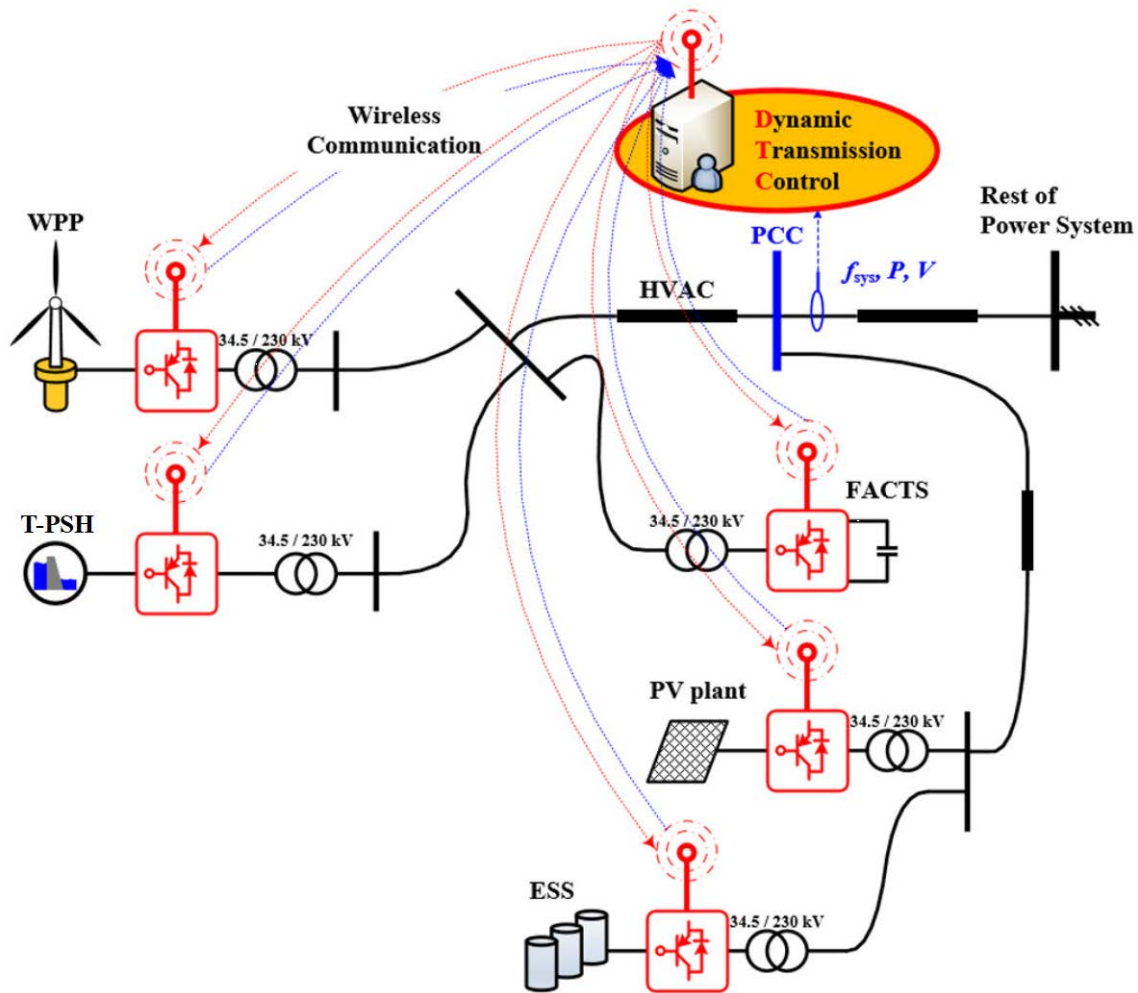 Wireless
Communication
Dynamic
Transmission
Control
Rest of
Power System
WPP
PCC
fsys, P, V
HVAC
34.5 / 230 kV
T-PSH
34.5 / 230 kV
FACTS
34.5 / 230 kV
PV plant
34.5 / 230 kV
ESS
34.5 / 230 kV